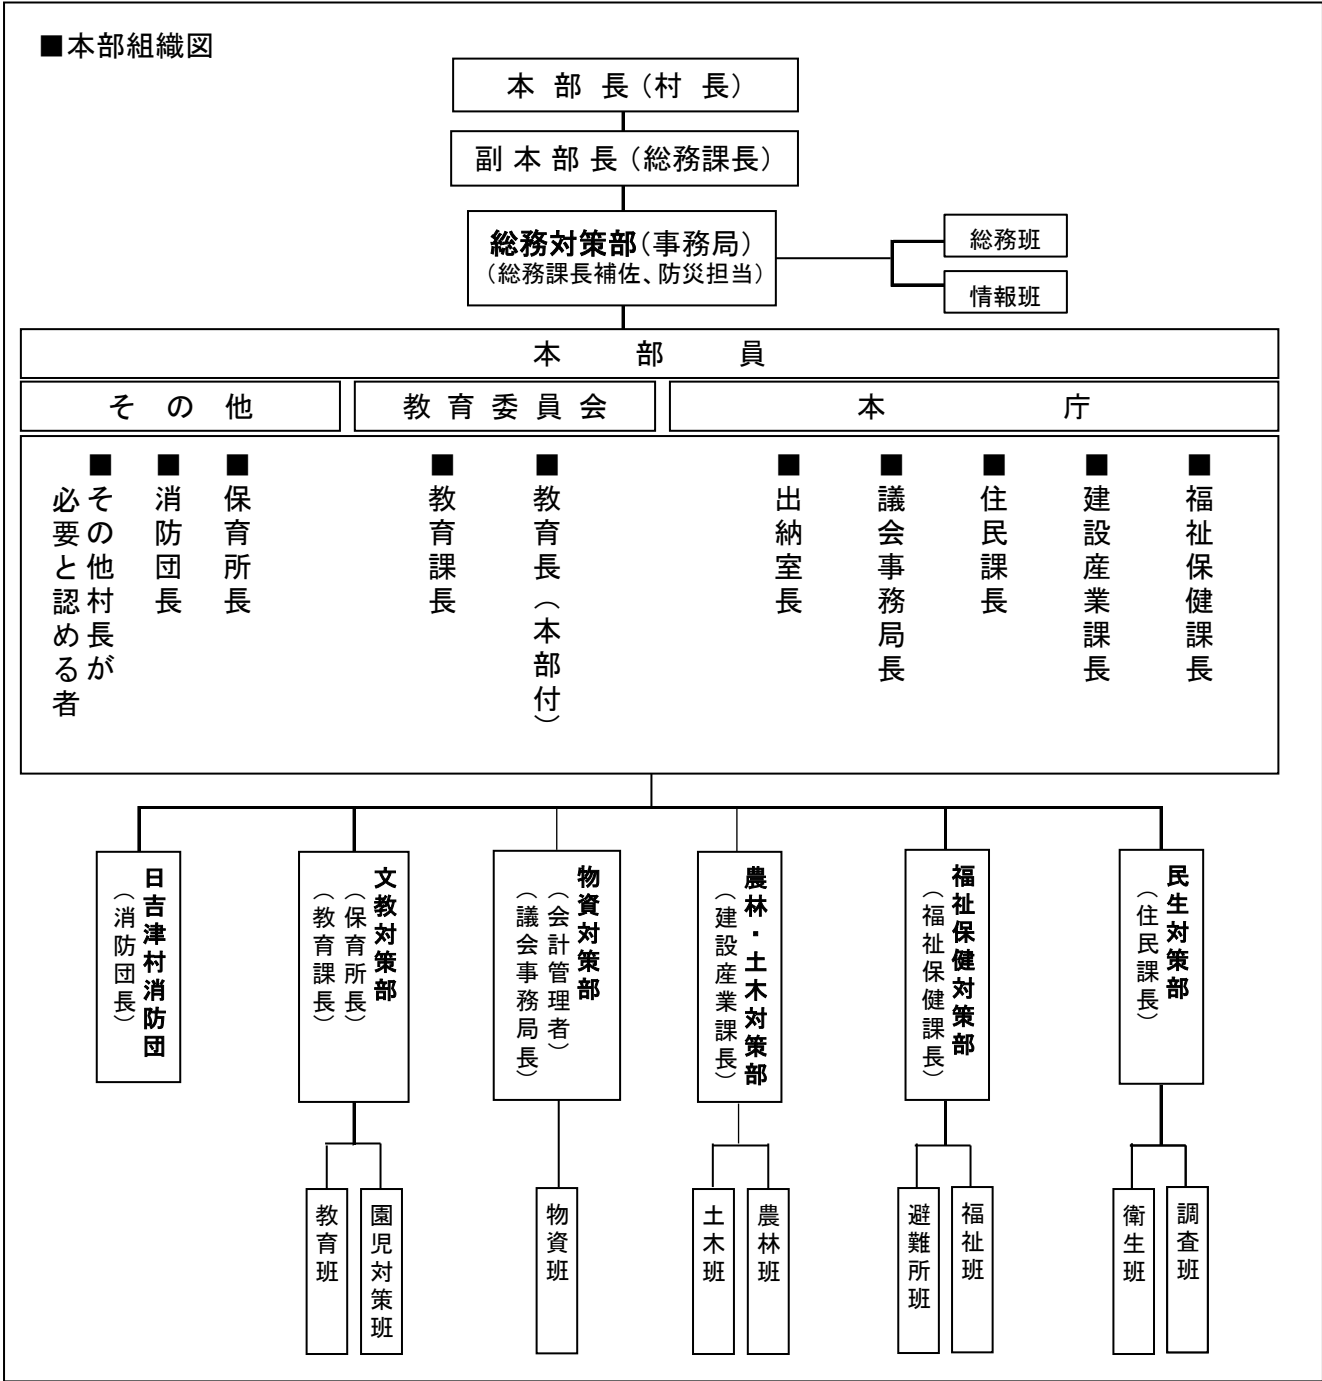 ■本部組織図
本部長（村長）
副本部長（総務課長）
総務対策部（事務局）
（総務課長補佐、防災担当）
総務班
情報班
本部員
その他
教育委員会
本庁
■福祉保健課長
■建設産業課長
■住民課長
■議会事務局長
■出納室長
■教育長（本部付）
■教育課長
■保育所長
■消防団長
■その他村長が
必要と認める者
民生対策部
（住民課長）
福祉保健対策部
（福祉保健課長）
農林・土木対策部
（建設産業課長）
物資対策部
（会計管理者）
（議会事務局長）
文教対策部
（保育所長）
（教育課長）
日吉津村消防団
（消防団長）
調査班
衛生班
福祉班
避難所班
農林班
土木班
物資班
園児対策班
教育班